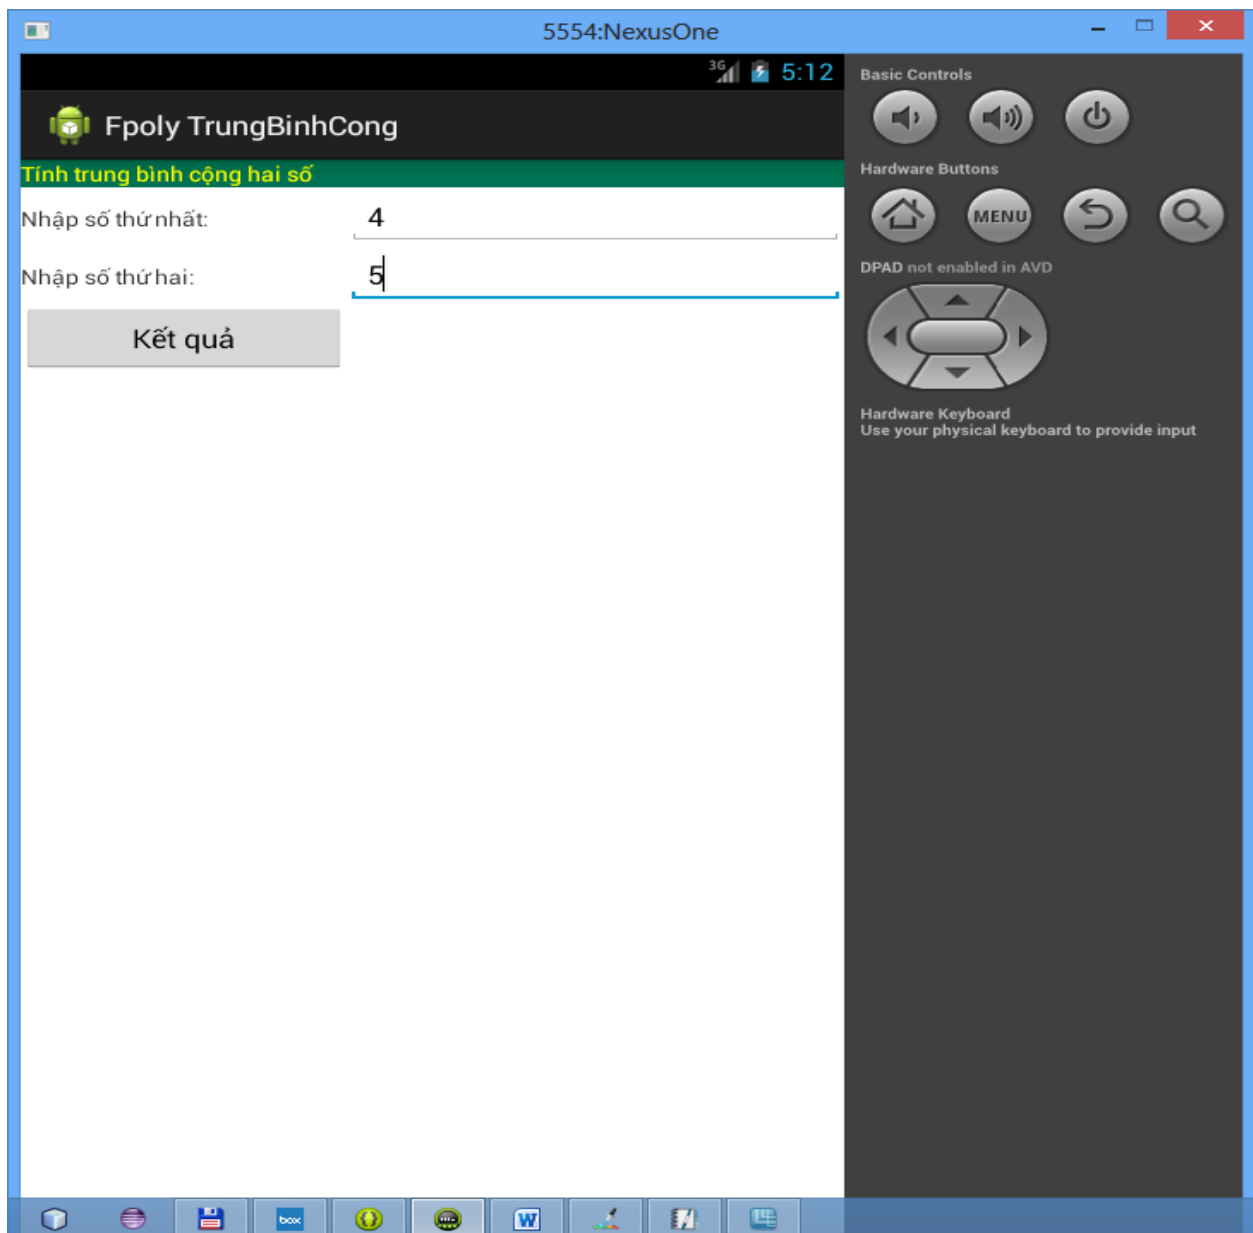 5554:NexusOne
3G 5:12
Fpoly TrungBinhCong
Tính trung bình cộng hai số
Nhập số thứ nhất: 4
Nhập số thứ hai: 5
Kết quả
Basic Controls
Hardware Buttons
MENU
DPAD not enabled in AVD
Hardware Keyboard
Use your physical keyboard to provide input
box
W